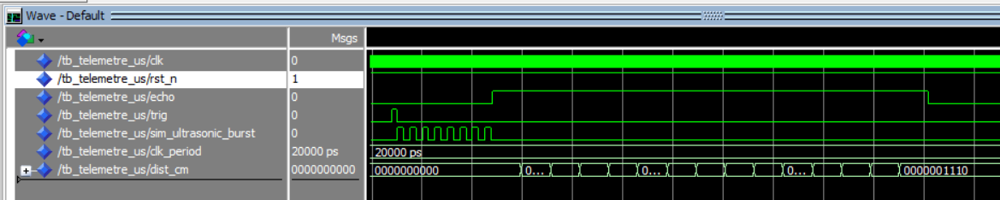 Wave - Default
Msgs
/tb_telemetre_us/clk 0
/tb_telemetre_us/rst_n 1
/tb_telemetre_us/echo 0
/tb_telemetre_us/trig 0
/tb_telemetre_us/sim_ultrasonic_burst 0
/tb_telemetre_us/clk_period 20000 ps 20000 ps
/tb_telemetre_us/dist_cm 0000000000 0000000000 0... 0... 0... 0000001110